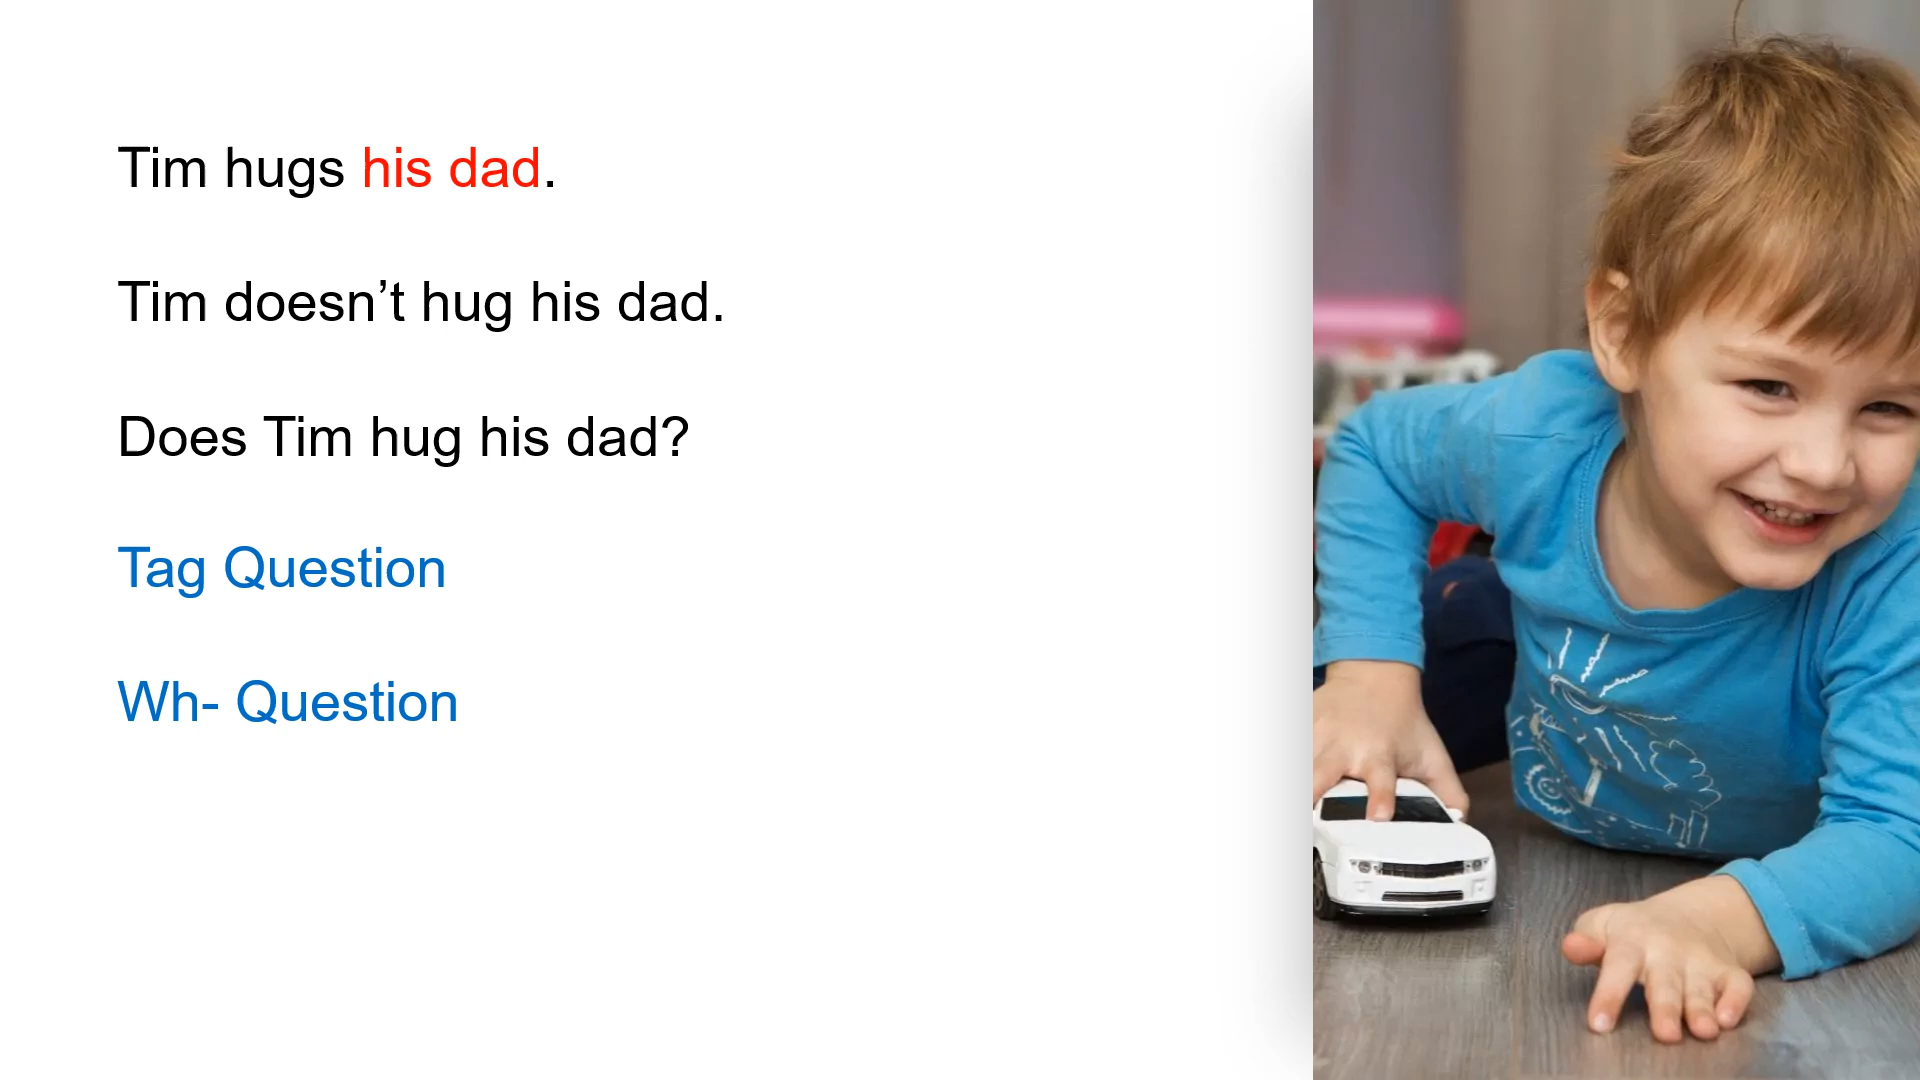 Tim hugs his dad.
Tim doesn’t hug his dad.
Does Tim hug his dad?
Tag Question
Wh- Question